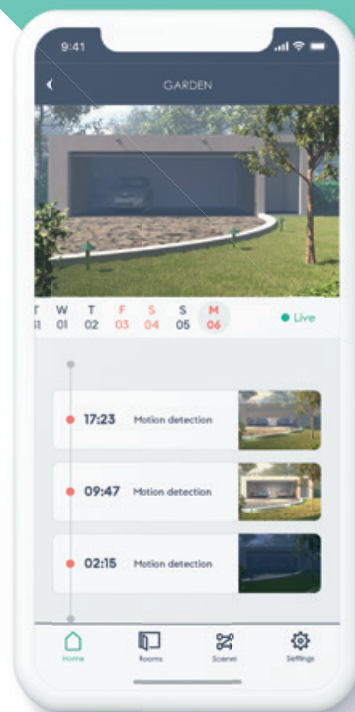 9:41
GARDEN
T W T F S S M
31 01 02 03 04 05 06
Live
17:23 Motion detection
09:47 Motion detection
02:15 Motion detection
Home Rooms Scenes Settings